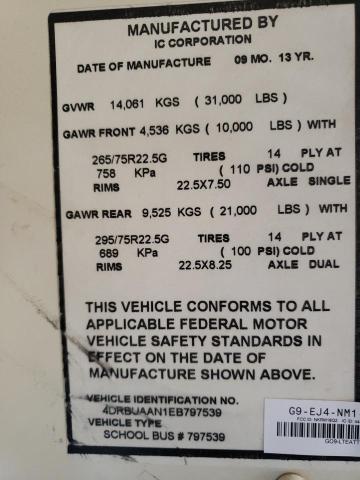 MANUFACTURED BY
IC CORPORATION
DATE OF MANUFACTURE 09 MO. 13 YR.
GVWR 14,061 KGS ( 31,000 LBS )
GAWR FRONT 4,536 KGS ( 10,000 LBS ) WITH
265/75R22.5G TIRES 14 PLY AT
758 KPa ( 110 PSI) COLD
RIMS 22.5X7.50 AXLE SINGLE
GAWR REAR 9,525 KGS ( 21,000 LBS ) WITH
295/75R22.5G TIRES 14 PLY AT
689 KPa ( 100 PSI) COLD
RIMS 22.5X8.25 AXLE DUAL
THIS VEHICLE CONFORMS TO ALL
APPLICABLE FEDERAL MOTOR
VEHICLE SAFETY STANDARDS IN
EFFECT ON THE DATE OF
MANUFACTURE SHOWN ABOVE.
VEHICLE IDENTIFICATION NO.
4DRBUAAN1EB797539
VEHICLE TYPE
SCHOOL BUS # 797539
G9-EJ4-NM1
FCC ID:
GO9-LTEATT